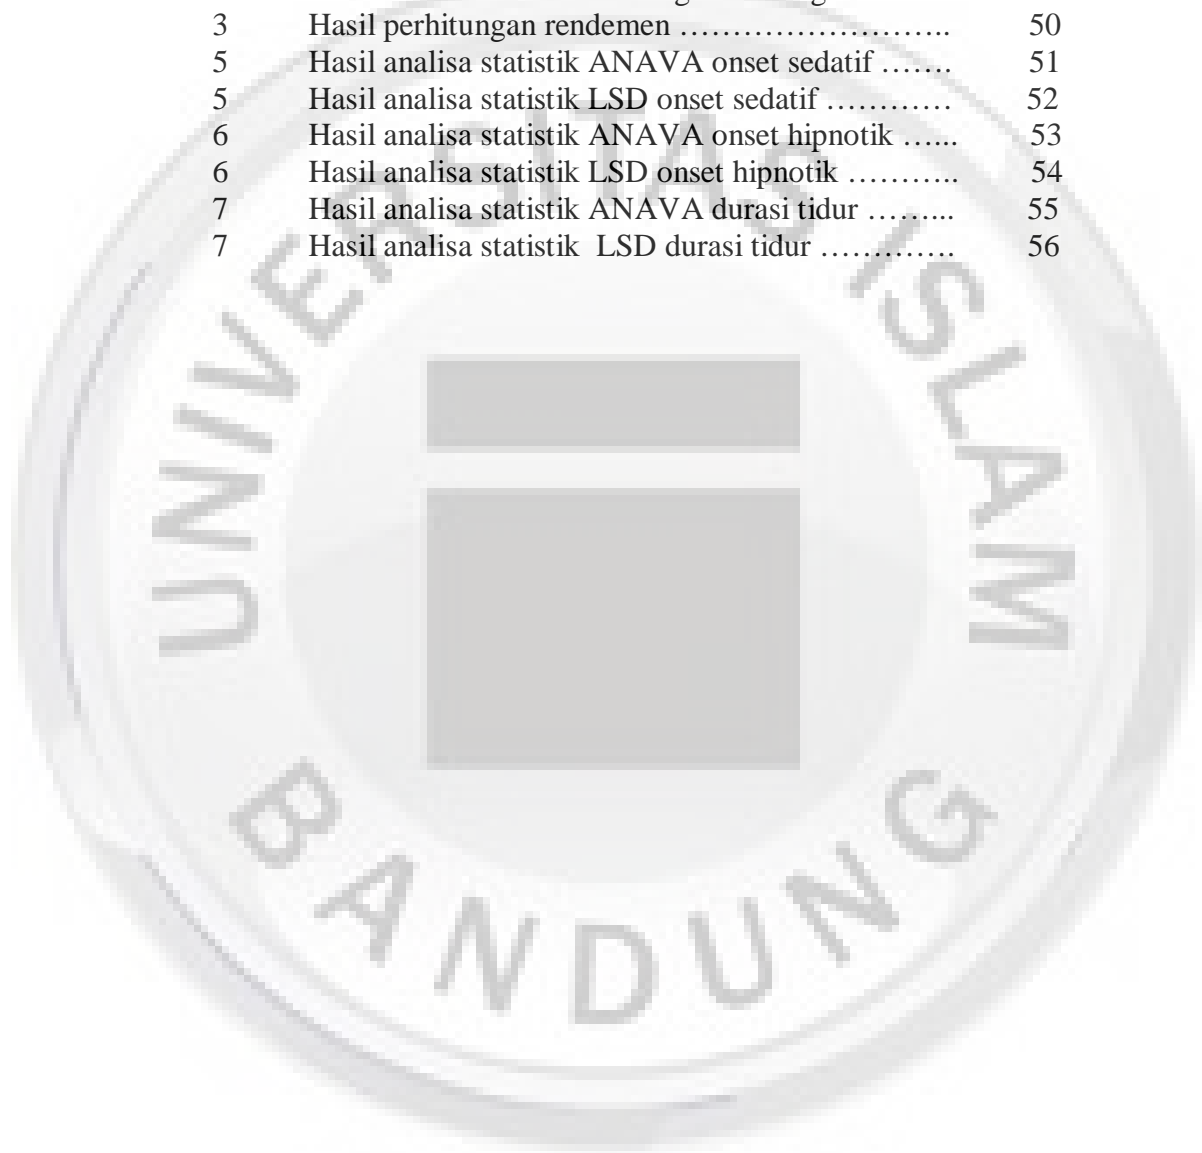 3 Hasil perhitungan rendemen …………………….. 50
5 Hasil analisa statistik ANAVA onset sedatif ……. 51
5 Hasil analisa statistik LSD onset sedatif ………… 52
6 Hasil analisa statistik ANAVA onset hipnotik …... 53
6 Hasil analisa statistik LSD onset hipnotik ……….. 54
7 Hasil analisa statistik ANAVA durasi tidur ……... 55
7 Hasil analisa statistik LSD durasi tidur …………. 56
UNIVERSITAS ISLAM
BANDUNG